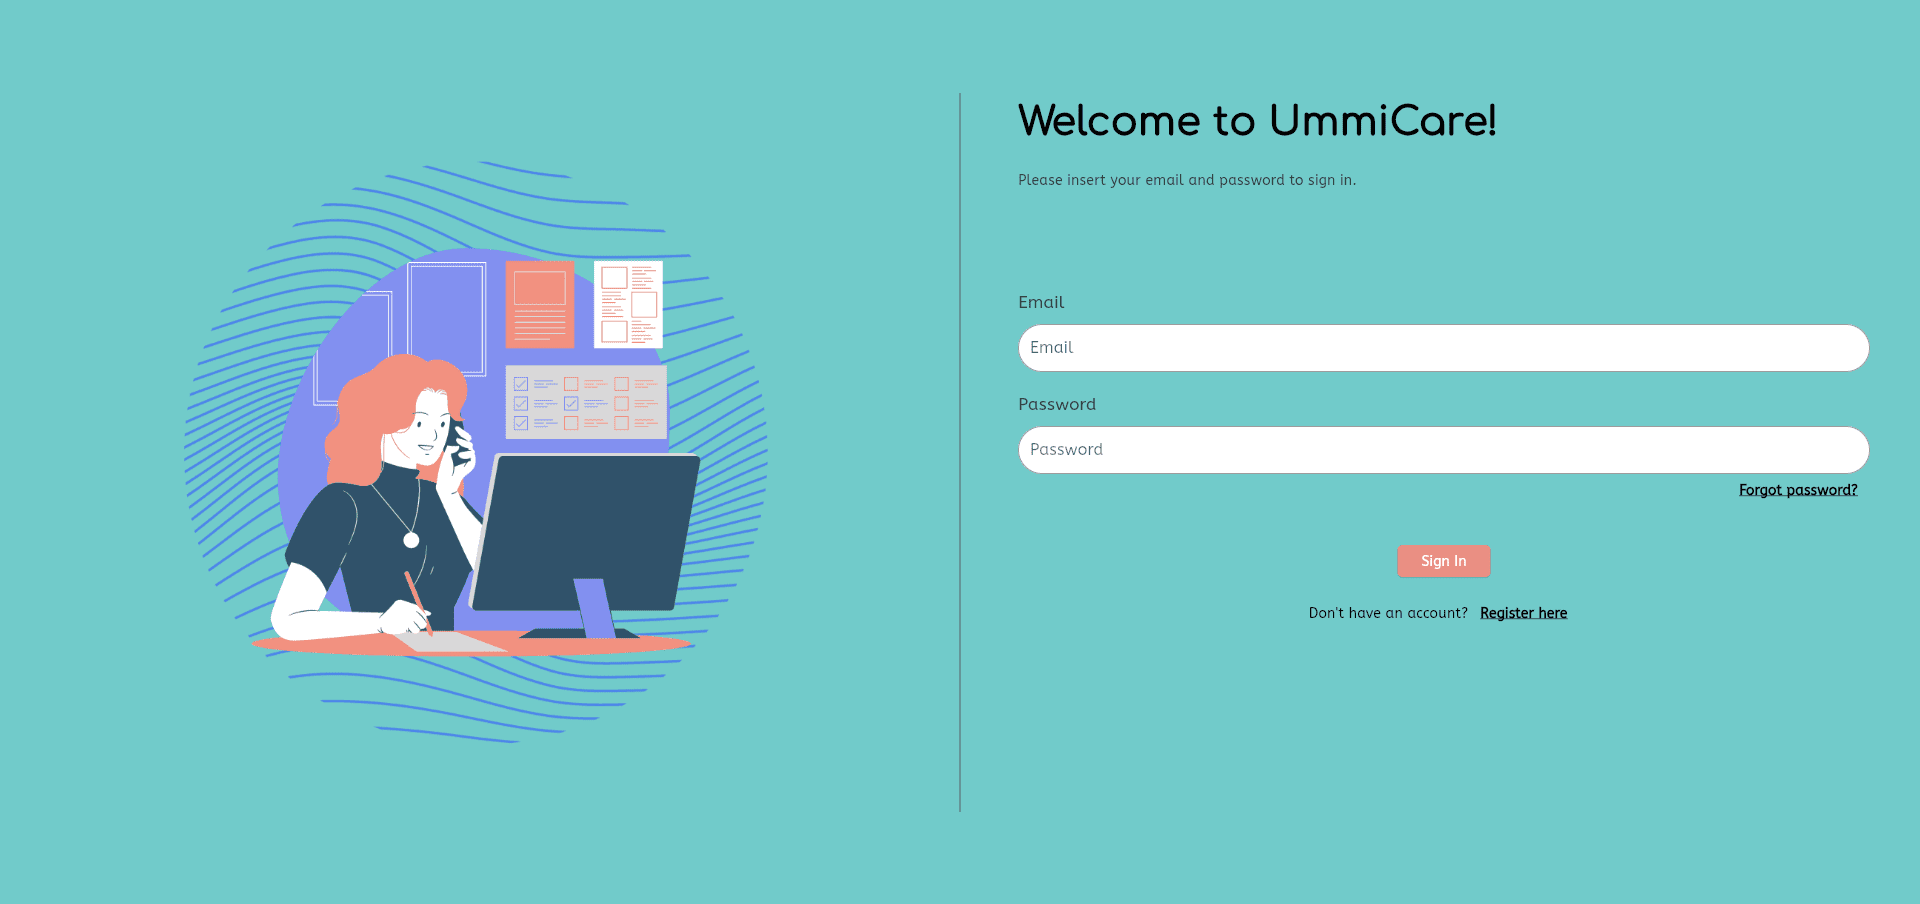 Welcome to UmmiCare!
Please insert your email and password to sign in.
Email
Email
Password
Password
Forgot password?
Sign In
Don't have an account? Register here